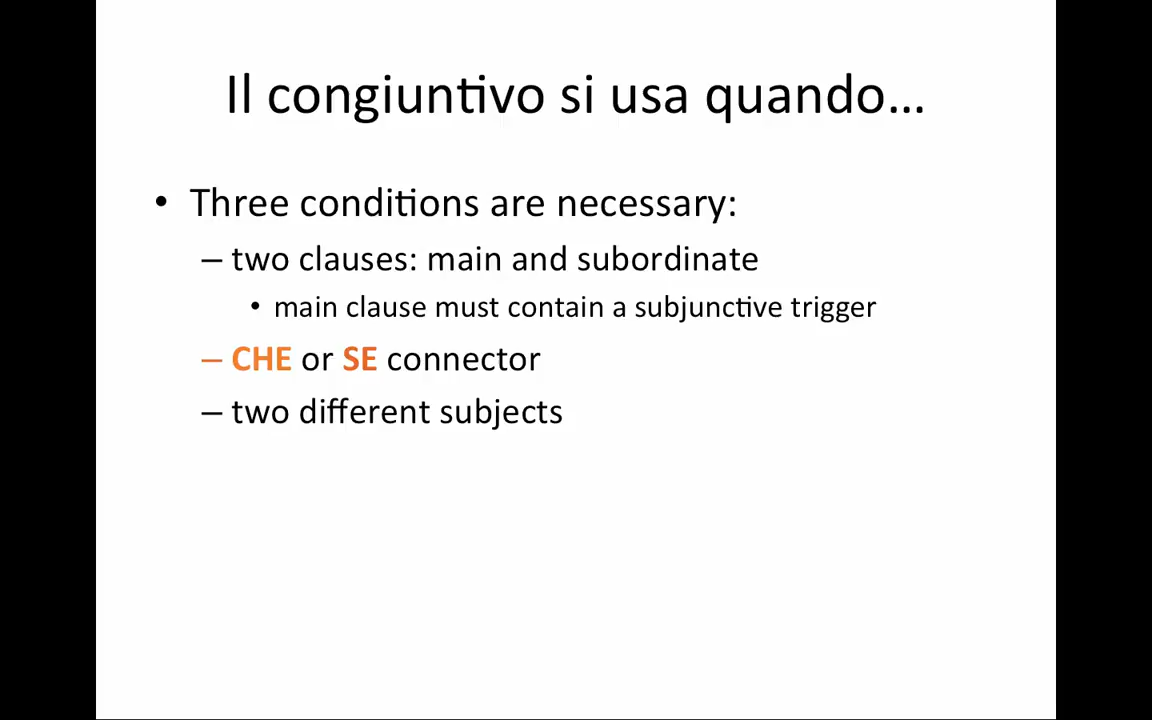 Il congiuntivo si usa quando…
• Three conditions are necessary:
– two clauses: main and subordinate
• main clause must contain a subjunctive trigger
– CHE or SE connector
– two different subjects